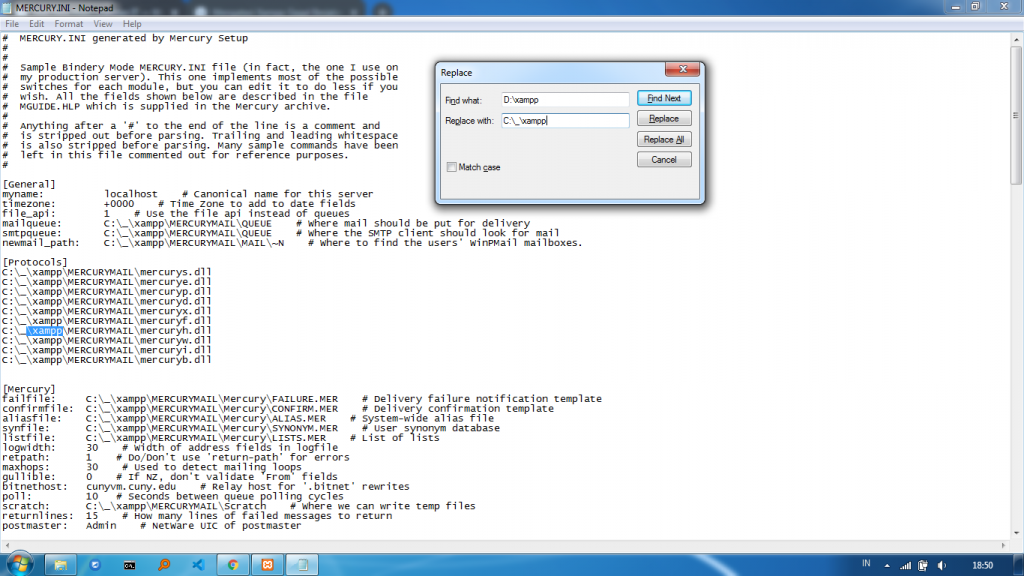 MERCURY.INI - Notepad
File Edit Format View Help
# MERCURY.INI generated by Mercury Setup
#
#
# Sample Bindery Mode MERCURY.INI file (in fact, the one I use on
# my production server). This one implements most of the possible
# switches for each module, but you can edit it to do less if you
# wish. All the fields shown below are described in the file
# MGUIDE.HLP which is supplied in the Mercury archive.
#
# Anything after a '#' to the end of the line is a comment and
# is stripped out before parsing. Trailing and leading whitespace
# is also stripped before parsing. Many sample commands have been
# left in this file commented out for reference purposes.
#
[General]
myname: localhost # Canonical name for this server
timezone: +0000 # Time Zone to add to date fields
file_api: 1 # Use the file api instead of queues
mailqueue: C:\_\xampp\MERCURYMAIL\QUEUE # Where mail should be put for delivery
smtpqueue: C:\_\xampp\MERCURYMAIL\QUEUE # Where the SMTP client should look for mail
newmail_path: C:\_\xampp\MERCURYMAIL\MAIL\~N # Where to find the users' WinPMail mailboxes.
[Protocols]
C:\_\xampp\MERCURYMAIL\mercurys.dll
C:\_\xampp\MERCURYMAIL\mercurye.dll
C:\_\xampp\MERCURYMAIL\mercuryp.dll
C:\_\xampp\MERCURYMAIL\mercuryd.dll
C:\_\xampp\MERCURYMAIL\mercuryx.dll
C:\_\xampp\MERCURYMAIL\mercuryf.dll
C:\_\xampp\MERCURYMAIL\mercuryh.dll
C:\_\xampp\MERCURYMAIL\mercuryw.dll
C:\_\xampp\MERCURYMAIL\mercuryi.dll
C:\_\xampp\MERCURYMAIL\mercuryb.dll
[Mercury]
failfile: C:\_\xampp\MERCURYMAIL\Mercury\FAILURE.MER # Delivery failure notification template
confirmfile: C:\_\xampp\MERCURYMAIL\Mercury\CONFIRM.MER # Delivery confirmation template
aliasfile: C:\_\xampp\MERCURYMAIL\Mercury\ALIAS.MER # System-wide alias file
synfile: C:\_\xampp\MERCURYMAIL\Mercury\SYNONYM.MER # User synonym database
listfile: C:\_\xampp\MERCURYMAIL\Mercury\LISTS.MER # List of lists
logwidth: 30 # Width of address fields in logfile
retpath: 1 # Do/Don't use 'return-path' for errors
maxhops: 30 # Used to detect mailing loops
gullible: 0 # If NZ, don't validate 'From' fields
bitnethost: cunyvm.cuny.edu # Relay host for '.bitnet' rewrites
poll: 10 # Seconds between queue polling cycles
scratch: C:\_\xampp\MERCURYMAIL\Scratch # Where we can write temp files
returnlines: 15 # How many lines of failed messages to return
postmaster: Admin # NetWare UIC of postmaster
Replace
Find what: D:\xampp Find Next
Replace with: C:\_\xampp Replace
Replace All
Match case Cancel
IN 18:50